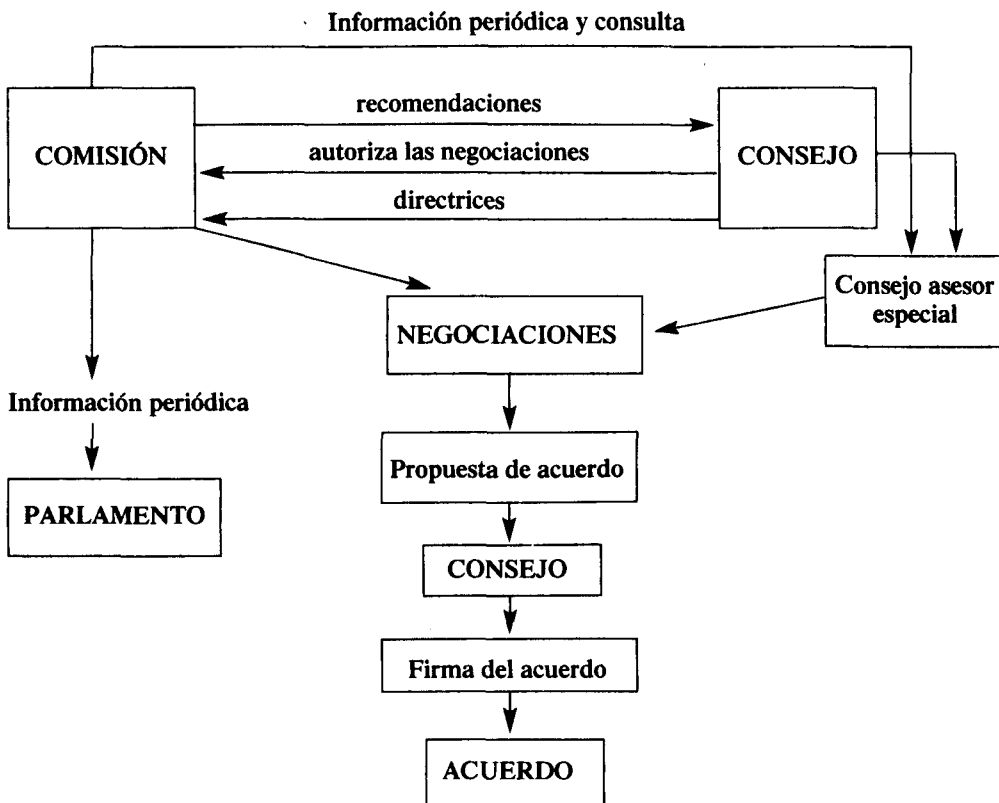 Información periódica y consulta
recomendaciones
COMISIÓN
autoriza las negociaciones
CONSEJO
directrices
Consejo asesor
especial
NEGOCIACIONES
Información periódica
Propuesta de acuerdo
PARLAMENTO
CONSEJO
Firma del acuerdo
ACUERDO